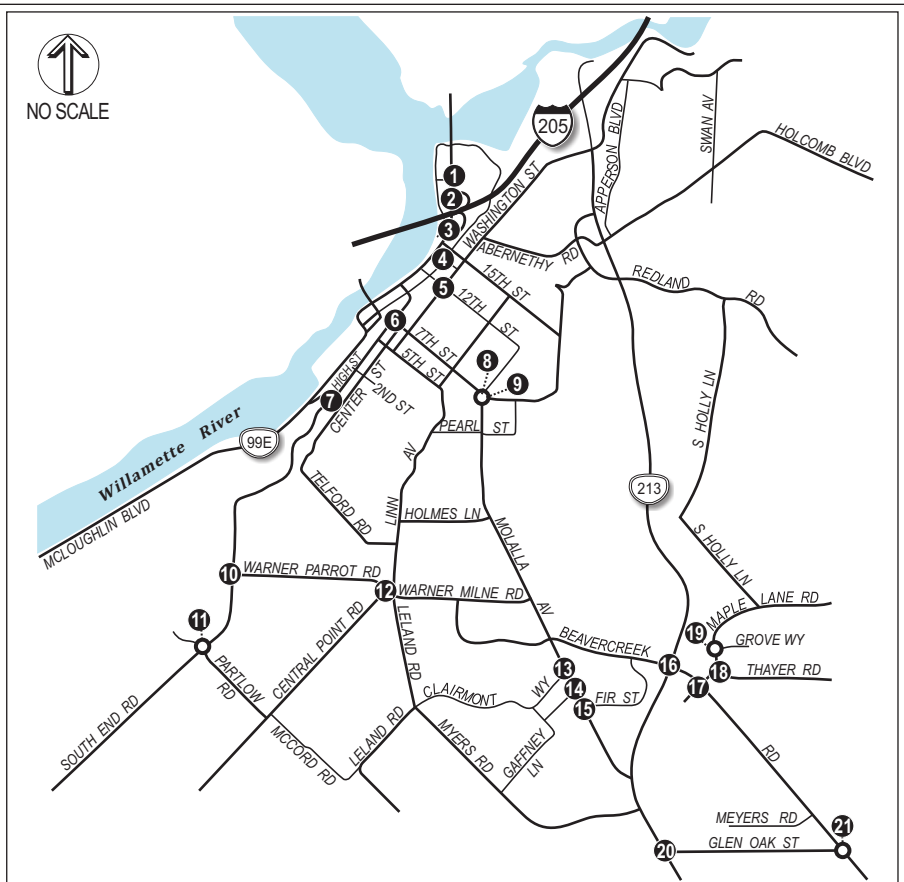 NO SCALE
205
WASHINGTON ST
APPERSON BLVD
SWAN AV
HOLCOMB BLVD
1
2
3
4
5
ABERNETHY RD
15TH ST
12TH ST
REDLAND RD
6
7TH ST
5TH ST
8
9
HIGH ST
2ND ST
7
CENTER ST
PEARL ST
S HOLLY LN
Willamette River
99E
213
MCLOUGHLIN BLVD
TELFORD RD
LINN AV
HOLMES LN
MOLALLA AV
S HOLLY LN
10
WARNER PARROT RD
12
WARNER MILNE RD
MAPLE LANE RD
11
CENTRAL POINT RD
LELAND RD
BEAVERCREEK RD
19
GROVE WY
PARTLOW RD
13
16
18
THAYER RD
17
CLAIRMONT WY
14
15
FIR ST
SOUTH END RD
MCCORD RD
LELAND RD
MYERS RD
GAFFNEY LN
MEYERS RD
21
20
GLEN OAK ST